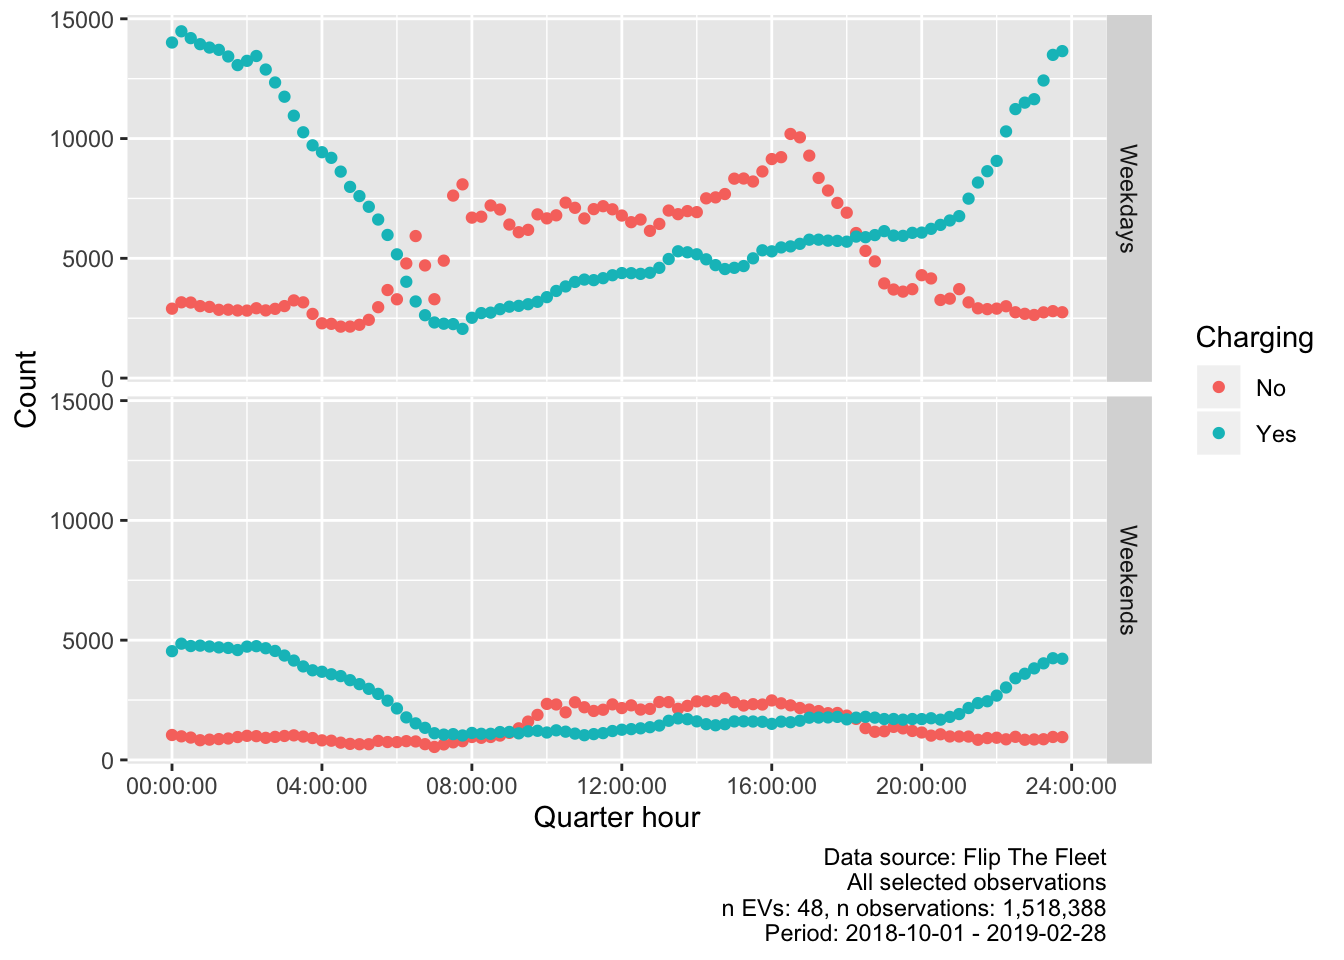 15000
10000
5000
0
Weekdays
15000
10000
5000
0
Weekends
Count
00:00:00 04:00:00 08:00:00 12:00:00 16:00:00 20:00:00 24:00:00
Quarter hour
Charging
No
Yes
Data source: Flip The Fleet
All selected observations
n EVs: 48, n observations: 1,518,388
Period: 2018-10-01 - 2019-02-28